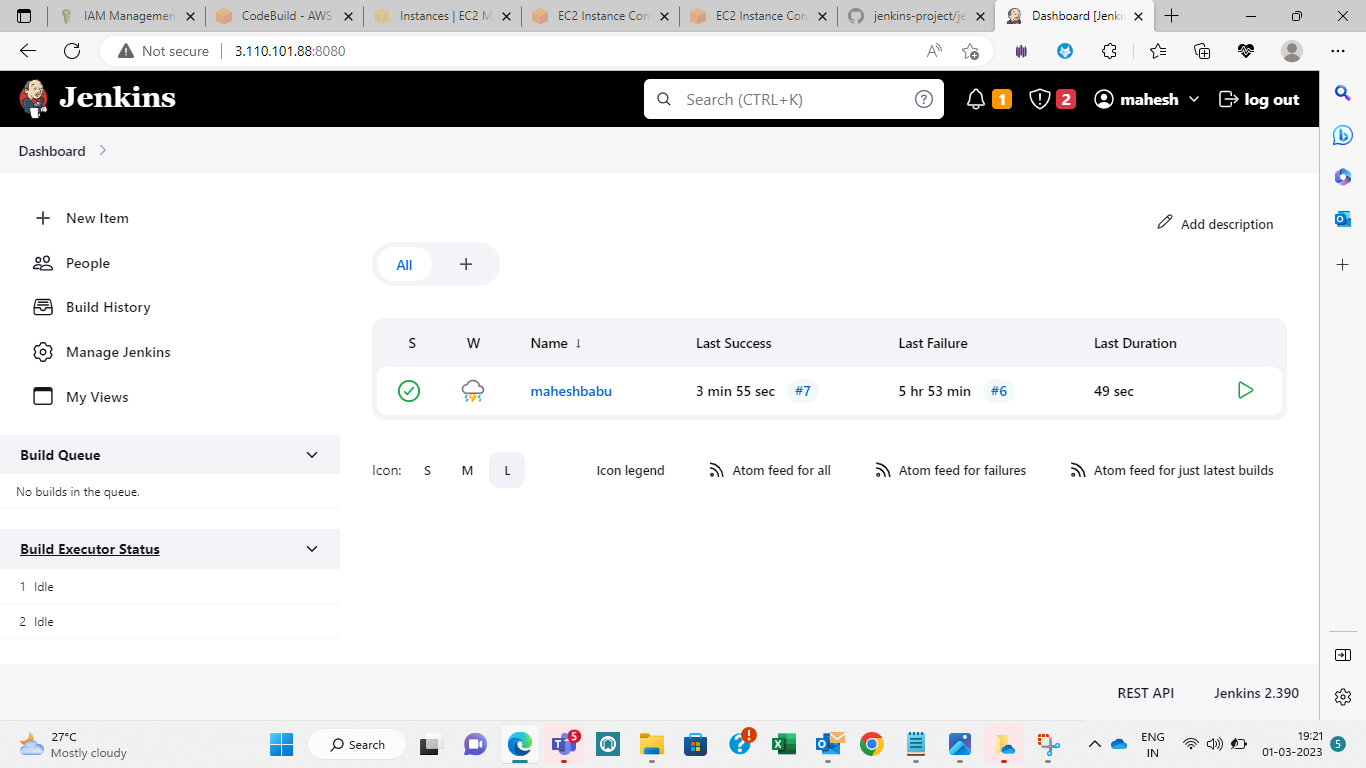 IAM Management
CodeBuild - AWS
Instances | EC2 M
EC2 Instance Con
EC2 Instance Con
jenkins-project/je
Dashboard [Jenki
Not secure
3.110.101.88:8080
Jenkins
Search (CTRL+K)
1
2
mahesh
log out
Dashboard
New Item
People
Build History
Manage Jenkins
My Views
Add description
All
S W Name ↓ Last Success Last Failure Last Duration
maheshbabu 3 min 55 sec #7 5 hr 53 min #6 49 sec
Icon: S M L Icon legend Atom feed for all Atom feed for failures Atom feed for just latest builds
Build Queue
No builds in the queue.
Build Executor Status
1 Idle
2 Idle
REST API Jenkins 2.390
27°C
Mostly cloudy
Search
5
ENG
IN
19:21
01-03-2023
5